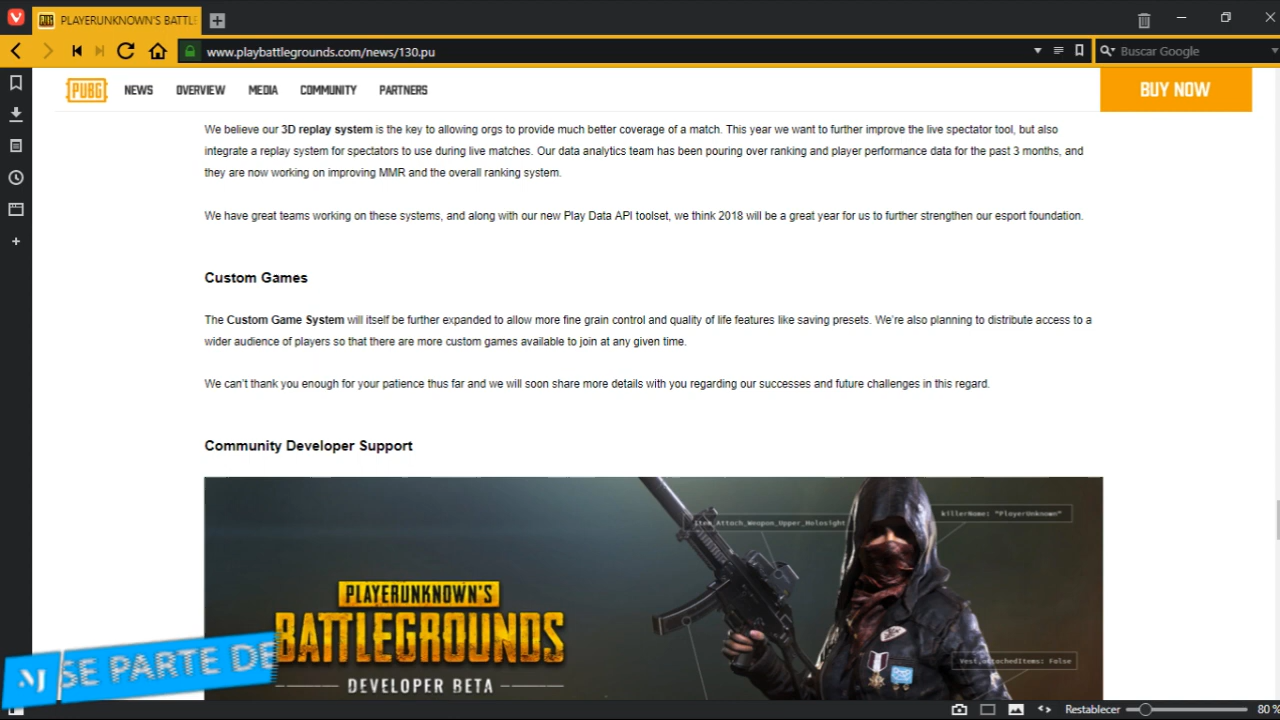 PLAYERUNKNOWN'S BATTL
www.playbattlegrounds.com/news/130.pu
Buscar Google
PUBG
NEWS
OVERVIEW
MEDIA
COMMUNITY
PARTNERS
BUY NOW
We believe our 3D replay system is the key to allowing orgs to provide much better coverage of a match. This year we want to further improve the live spectator tool, but also
integrate a replay system for spectators to use during live matches. Our data analytics team has been pouring over ranking and player performance data for the past 3 months, and
they are now working on improving MMR and the overall ranking system.
We have great teams working on these systems, and along with our new Play Data API toolset, we think 2018 will be a great year for us to further strengthen our esport foundation.
Custom Games
The Custom Game System will itself be further expanded to allow more fine grain control and quality of life features like saving presets. We're also planning to distribute access to a
wider audience of players so that there are more custom games available to join at any given time.
We can't thank you enough for your patience thus far and we will soon share more details with you regarding our successes and future challenges in this regard.
Community Developer Support
Item_Attach_Weapon_Upper_Holosight
killerName: "PlayerUnknown"
PLAYERUNKNOWN'S
BATTLEGROUNDS
DEVELOPER BETA
Vest_attachedItems: False
SE PARTE DE
Restablecer
80 %